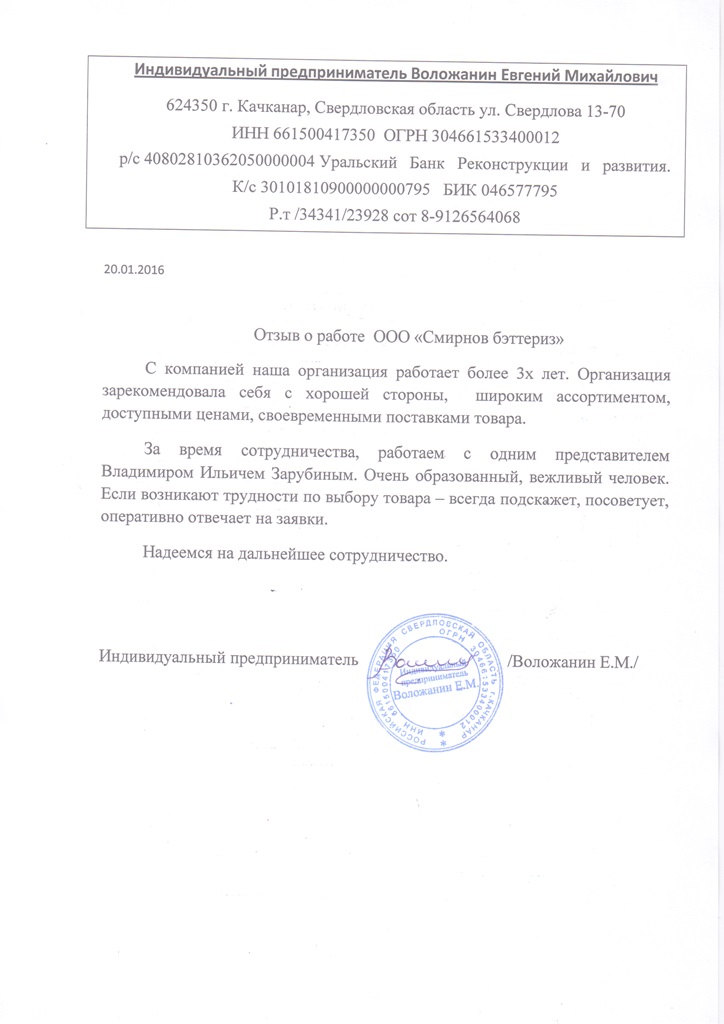 Индивидуальный предприниматель Воложанин Евгений Михайлович
624350 г. Качканар, Свердловская область ул. Свердлова 13-70
ИНН 661500417350 ОГРН 304661533400012
р/с 40802810362050000004 Уральский Банк Реконструкции и развития.
К/с 30101810900000000795 БИК 046577795
Р.т /34341/23928 сот 8-9126564068
20.01.2016
Отзыв о работе ООО «Смирнов бэттериз»
С компанией наша организация работает более 3х лет. Организация
зарекомендовала себя с хорошей стороны, широким ассортиментом,
доступными ценами, своевременными поставками товара.
За время сотрудничества, работаем с одним представителем
Владимиром Ильичем Зарубиным. Очень образованный, вежливый человек.
Если возникают трудности по выбору товара – всегда подскажет, посоветует,
оперативно отвечает на заявки.
Надеемся на дальнейшее сотрудничество.
Индивидуальный предприниматель /Воложанин Е.М./
РОССИЙСКАЯ ФЕДЕРАЦИЯ СВЕРДЛОВСКАЯ ОБЛАСТЬ г.КАЧКАНАР
ИНН 661500417350 ОГРН 304661533400012
Индивидуальный
предприниматель
Воложанин Е.М.